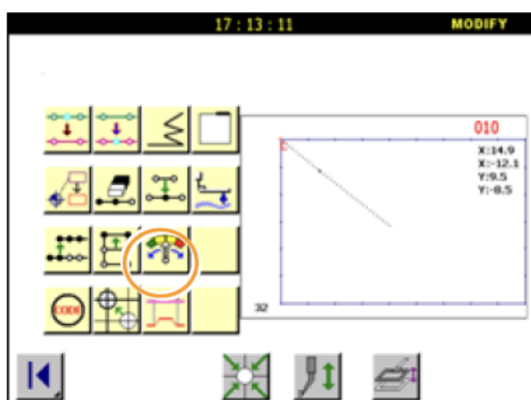 17 : 13 : 11
MODIFY
010
X:14.9
X:-12.1
Y:9.5
Y:-8.5
32
CODE